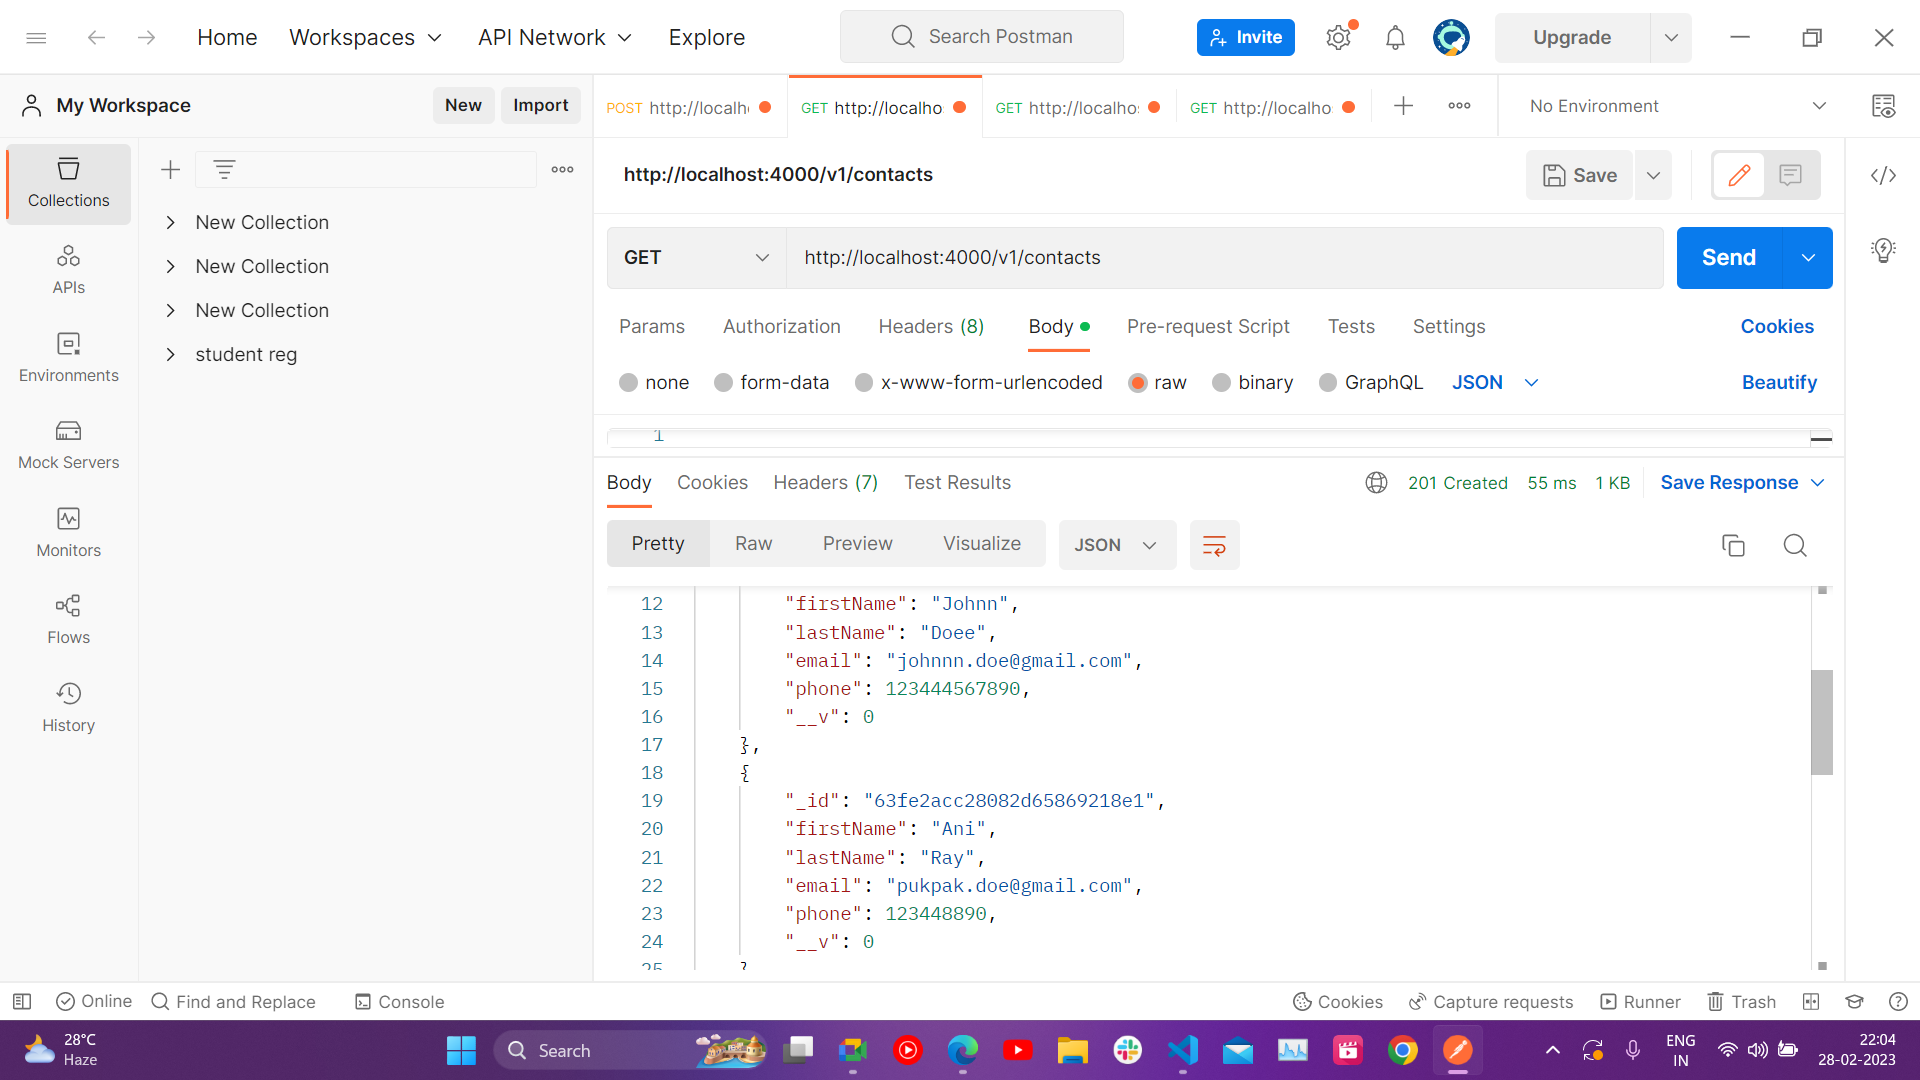 Home Workspaces API Network Explore Search Postman Invite Upgrade
My Workspace New Import POST http://localh GET http://localho GET http://localho GET http://localho No Environment
Collections
APIs
Environments
Mock Servers
Monitors
Flows
History
New Collection
New Collection
New Collection
student reg
http://localhost:4000/v1/contacts Save
GET http://localhost:4000/v1/contacts Send
Params Authorization Headers (8) Body Pre-request Script Tests Settings Cookies
none form-data x-www-form-urlencoded raw binary GraphQL JSON Beautify
1
Body Cookies Headers (7) Test Results 201 Created 55 ms 1 KB Save Response
Pretty Raw Preview Visualize JSON
12 "firstName": "Johnn",
13 "lastName": "Doee",
14 "email": "johnnn.doe@gmail.com",
15 "phone": 123444567890,
16 "__v": 0
17 },
18 {
19 "_id": "63fe2acc28082d65869218e1",
20 "firstName": "Ani",
21 "lastName": "Ray",
22 "email": "pukpak.doe@gmail.com",
23 "phone": 123448890,
24 "__v": 0
25 }
Online Find and Replace Console Cookies Capture requests Runner Trash
28°C
Haze
Search
ENG
IN
22:04
28-02-2023